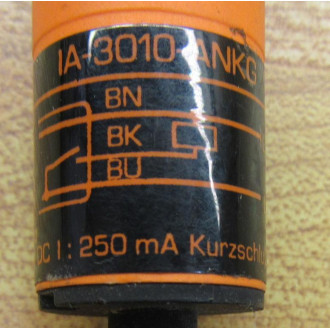 IA-3010-ANKG
BN
BK
BU
DC I : 250 mA Kurzschl